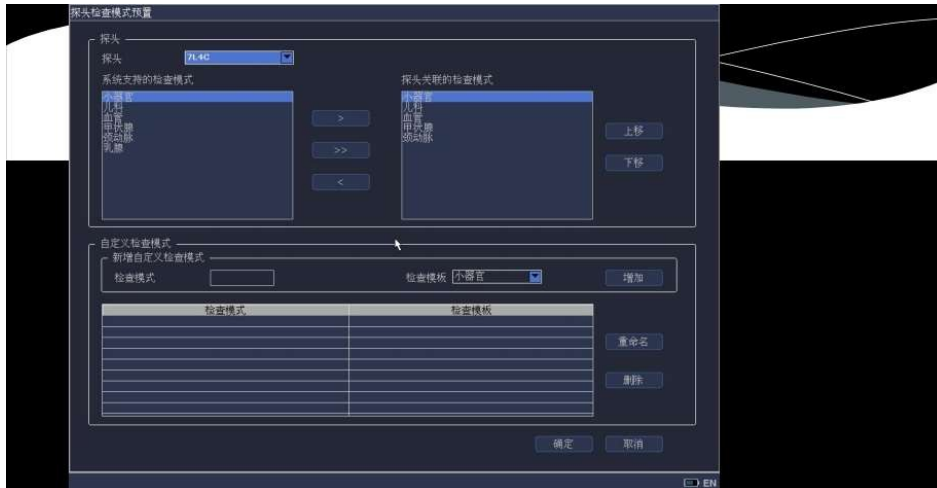 探头检查模式预置
探头
探头 7L4C
系统支持的检查模式 探头关联的检查模式
小器官 小器官
儿科 > 儿科
血管 血管
甲状腺 甲状腺 上移
颈动脉 颈动脉
乳腺 >>
下移
<
自定义检查模式
新增自定义检查模式
检查模式 检查模板 小器官 增加
检查模式 检查模板
重命名
删除
确定 取消
EN